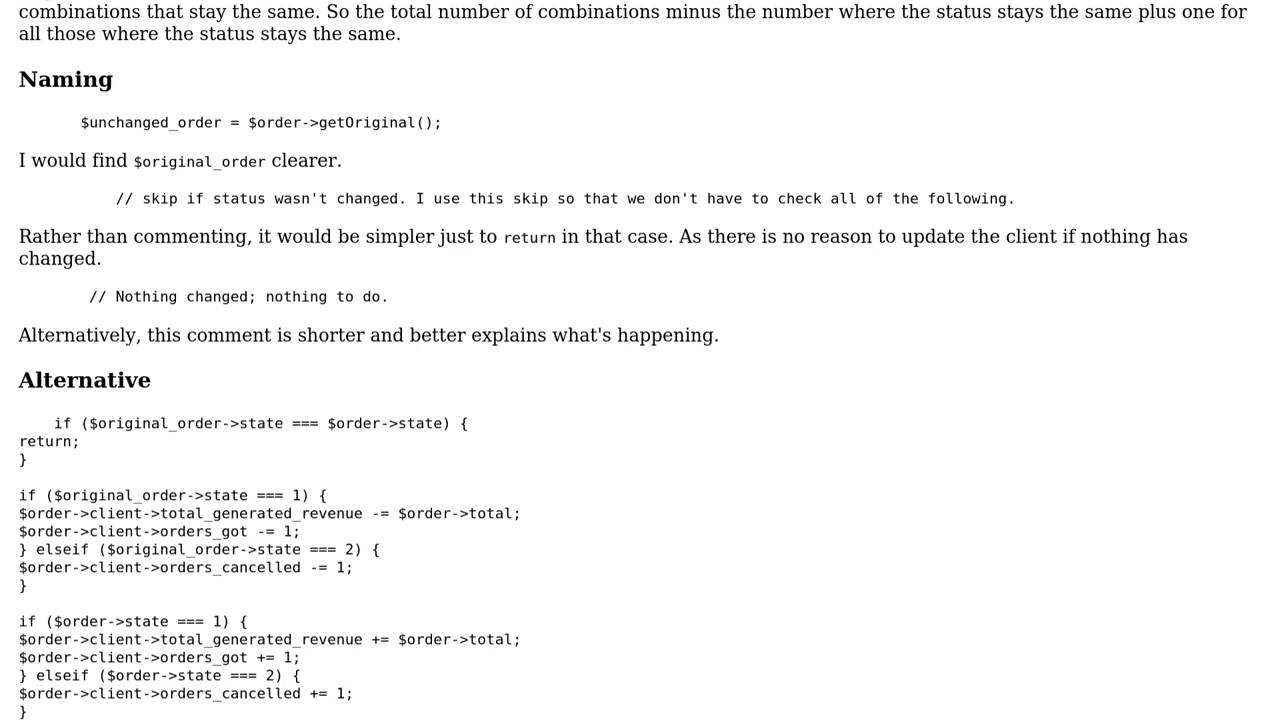 combinations that stay the same. So the total number of combinations minus the number where the status stays the same plus one for
all those where the status stays the same.
Naming
$unchanged_order = $order->getOriginal();
I would find $original_order clearer.
// skip if status wasn't changed. I use this skip so that we don't have to check all of the following.
Rather than commenting, it would be simpler just to return in that case. As there is no reason to update the client if nothing has
changed.
// Nothing changed; nothing to do.
Alternatively, this comment is shorter and better explains what's happening.
Alternative
if ($original_order->state === $order->state) {
return;
}
if ($original_order->state === 1) {
$order->client->total_generated_revenue -= $order->total;
$order->client->orders_got -= 1;
} elseif ($original_order->state === 2) {
$order->client->orders_cancelled -= 1;
}
if ($order->state === 1) {
$order->client->total_generated_revenue += $order->total;
$order->client->orders_got += 1;
} elseif ($order->state === 2) {
$order->client->orders_cancelled += 1;
}